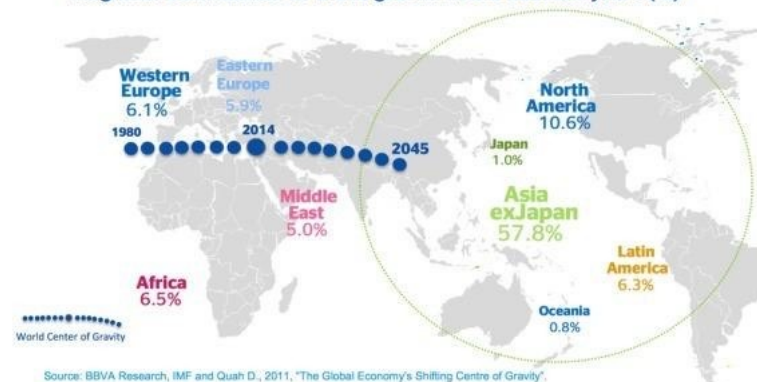 Western
Europe
6.1%
Eastern
Europe
5.9%
North
America
10.6%
1980
2014
2045
Japan
1.0%
Middle
East
5.0%
Asia
exJapan
57.8%
Africa
6.5%
Latin
America
6.3%
Oceania
0.8%
World Center of Gravity
Source: BBVA Research, IMF and Quah D., 2011, "The Global Economy's Shifting Centre of Gravity".